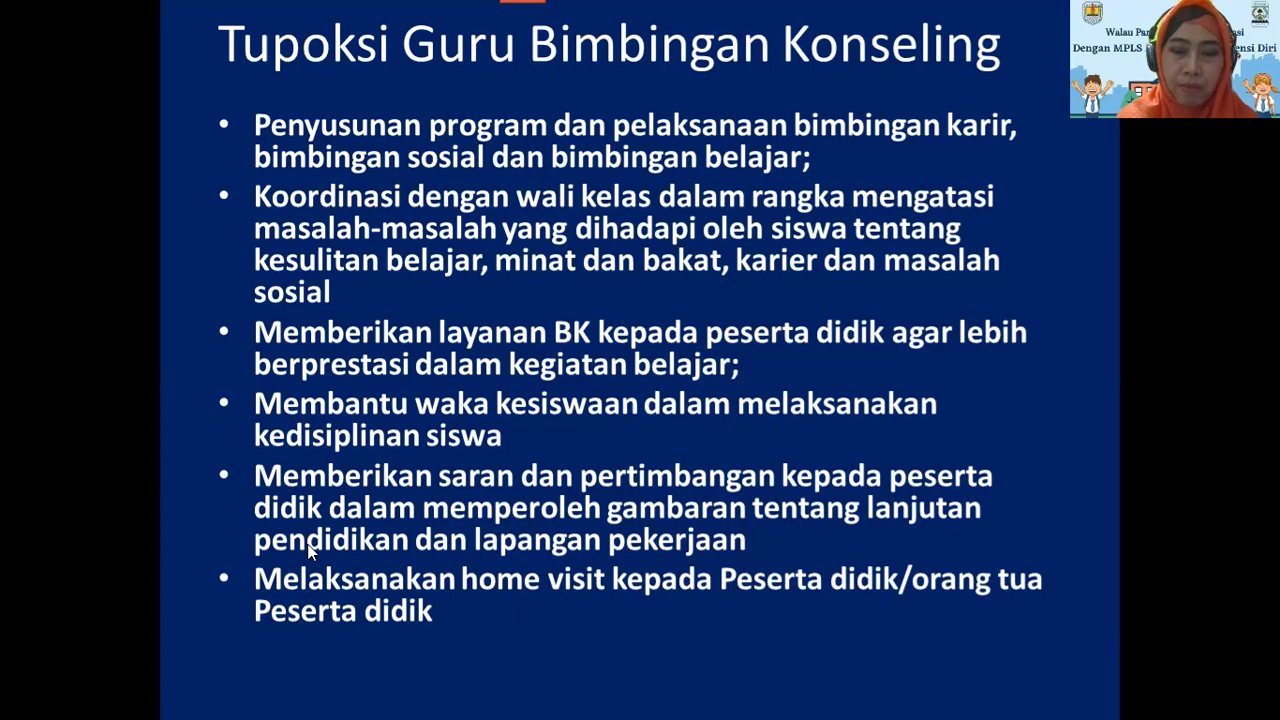 Tupoksi Guru Bimbingan Konseling
• Penyusunan program dan pelaksanaan bimbingan karir,
bimbingan sosial dan bimbingan belajar;
• Koordinasi dengan wali kelas dalam rangka mengatasi
masalah-masalah yang dihadapi oleh siswa tentang
kesulitan belajar, minat dan bakat, karier dan masalah
sosial
• Memberikan layanan BK kepada peserta didik agar lebih
berprestasi dalam kegiatan belajar;
• Membantu waka kesiswaan dalam melaksanakan
kedisiplinan siswa
• Memberikan saran dan pertimbangan kepada peserta
didik dalam memperoleh gambaran tentang lanjutan
pendidikan dan lapangan pekerjaan
• Melaksanakan home visit kepada Peserta didik/orang tua
Peserta didik
Walau
Dengan MPLS Diri